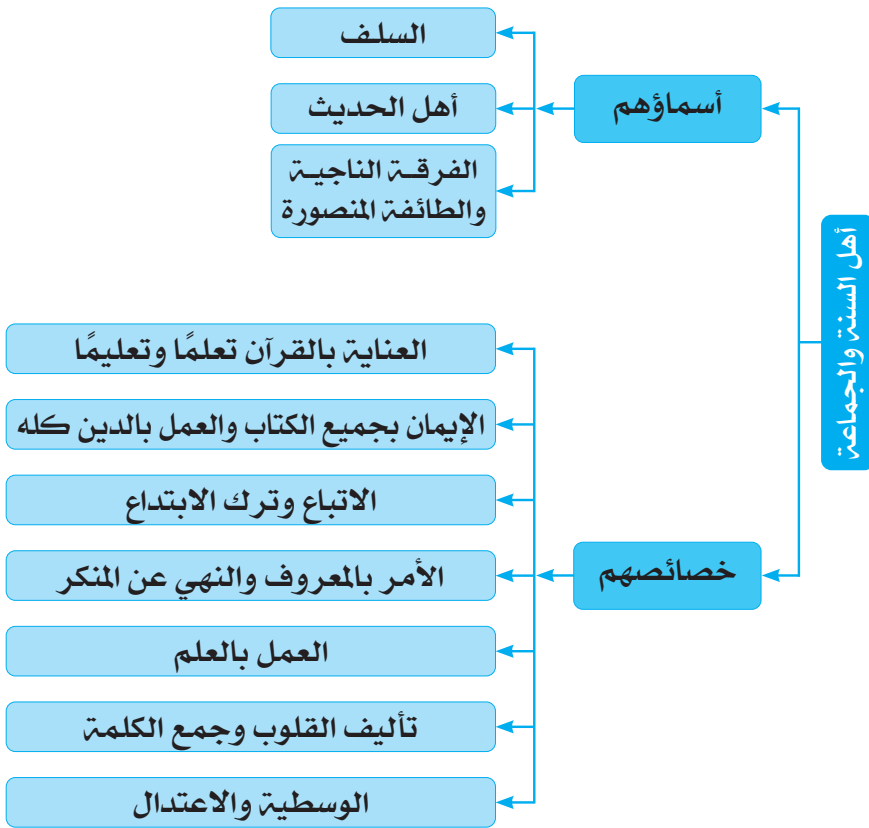 أهل السنة والجماعة
أسماؤهم
السلف
أهل الحديث
الفرقة الناجية
والطائفة المنصورة
خصائصهم
العناية بالقرآن تعلمًا وتعليمًا
الإيمان بجميع الكتاب والعمل بالدين كله
الاتباع وترك الابتداع
الأمر بالمعروف والنهي عن المنكر
العمل بالعلم
تأليف القلوب وجمع الكلمة
الوسطية والاعتدال